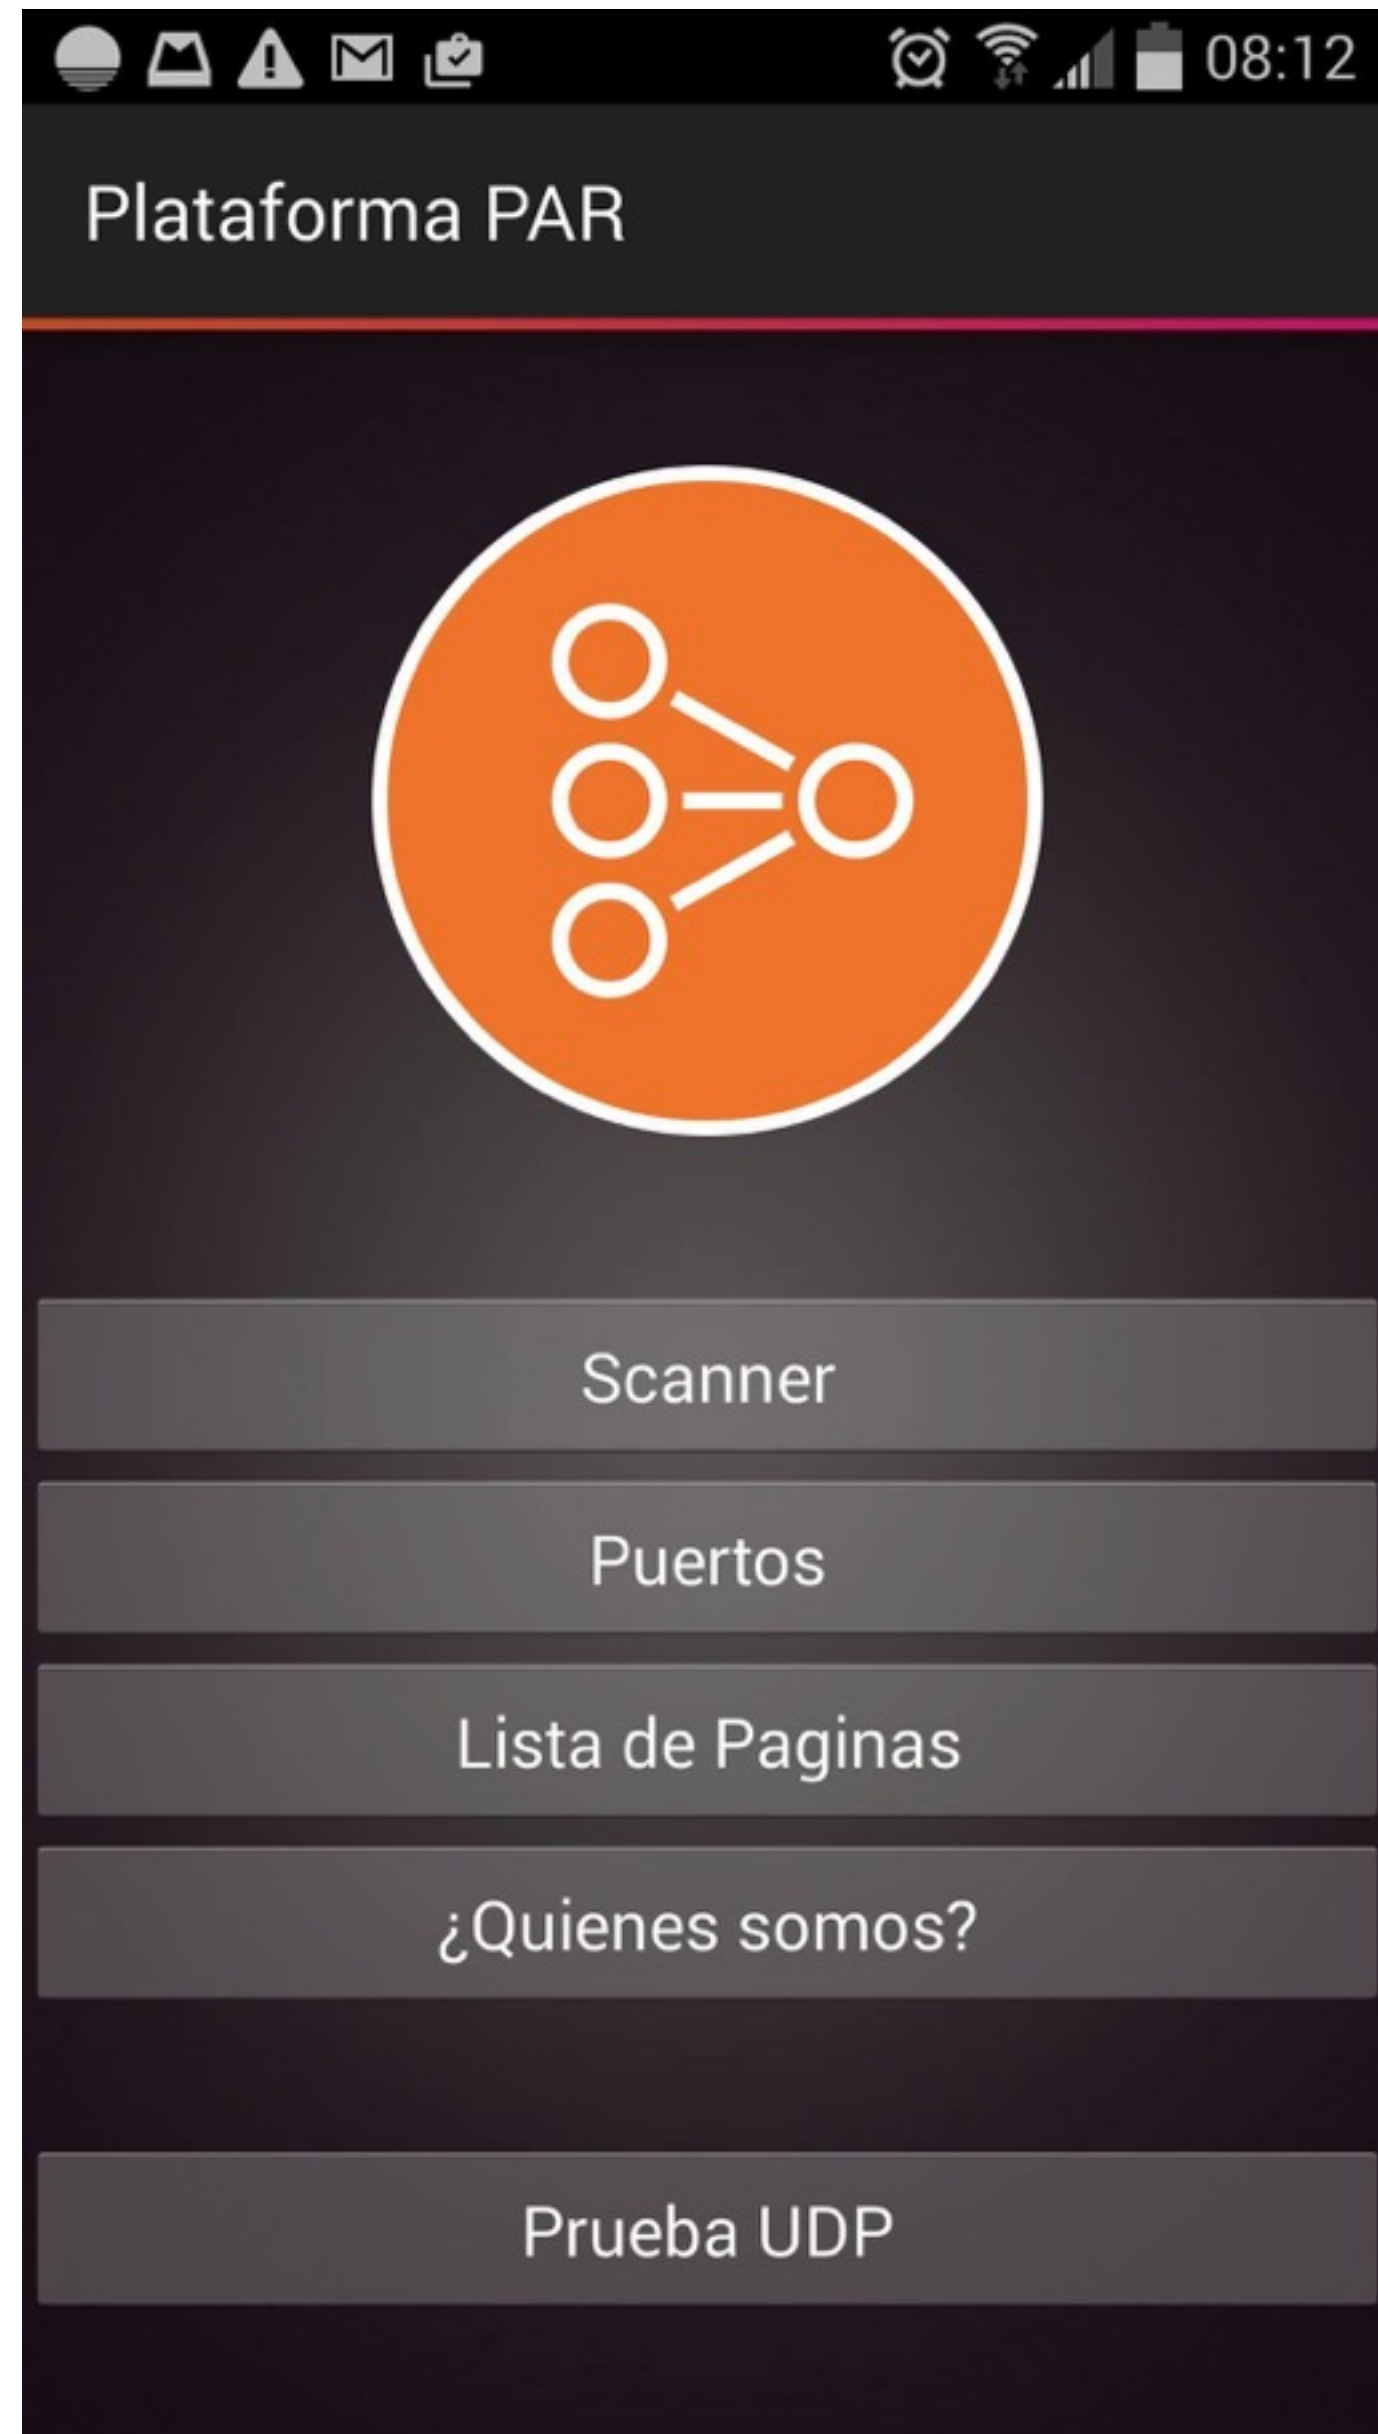 08:12
Plataforma PAR
Scanner
Puertos
Lista de Paginas
¿Quienes somos?
Prueba UDP